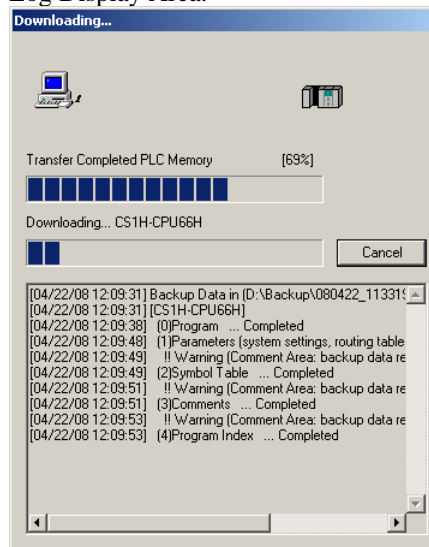 Log Display Area.
Downloading...
Transfer Completed PLC Memory [69%]
Downloading... CS1H-CPU66H
Cancel
[04/22/08 12:09:31] Backup Data in (D:\Backup\080422_113319
[04/22/08 12:09:31] [CS1H-CPU66H]
[04/22/08 12:09:38] (0)Program ... Completed
[04/22/08 12:09:48] (1)Parameters (system settings, routing table
[04/22/08 12:09:49] !! Warning (Comment Area: backup data re
[04/22/08 12:09:49] (2)Symbol Table ... Completed
[04/22/08 12:09:51] !! Warning (Comment Area: backup data re
[04/22/08 12:09:51] (3)Comments ... Completed
[04/22/08 12:09:53] !! Warning (Comment Area: backup data re
[04/22/08 12:09:53] (4)Program Index ... Completed